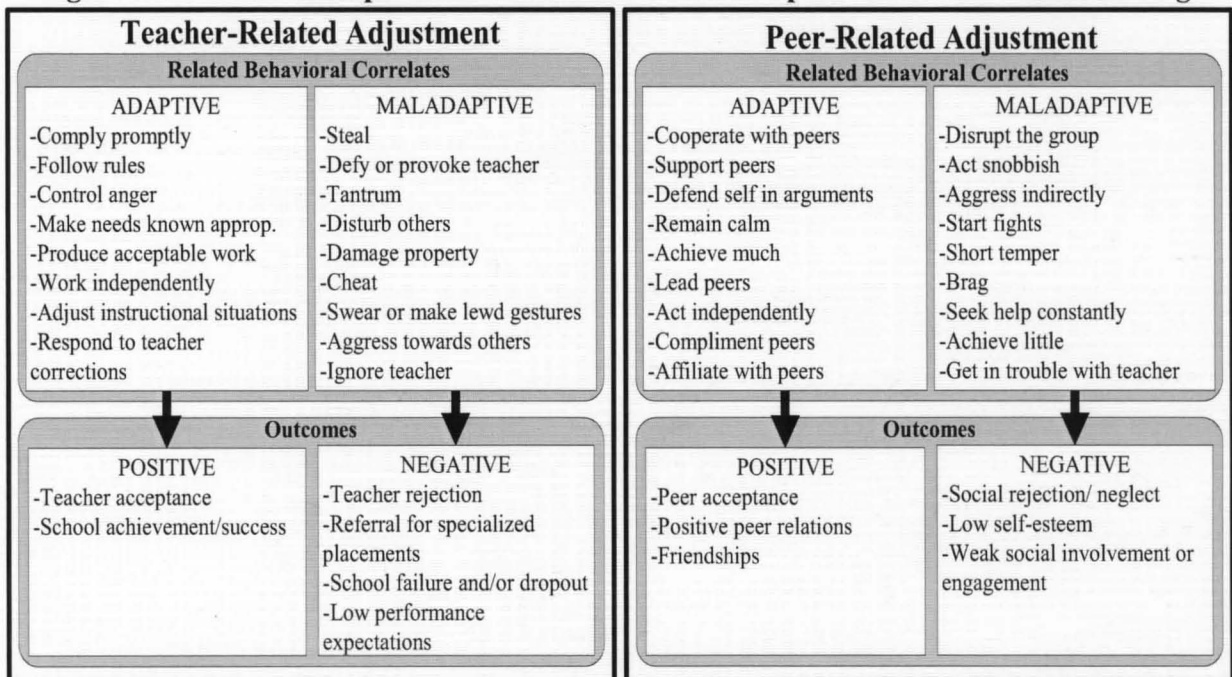 Teacher-Related Adjustment
Related Behavioral Correlates
ADAPTIVE
-Comply promptly
-Follow rules
-Control anger
-Make needs known approp.
-Produce acceptable work
-Work independently
-Adjust instructional situations
-Respond to teacher
corrections
MALADAPTIVE
-Steal
-Defy or provoke teacher
-Tantrum
-Disturb others
-Damage property
-Cheat
-Swear or make lewd gestures
-Aggress towards others
-Ignore teacher
Outcomes
POSITIVE
-Teacher acceptance
-School achievement/success
NEGATIVE
-Teacher rejection
-Referral for specialized
placements
-School failure and/or dropout
-Low performance
expectations
Peer-Related Adjustment
Related Behavioral Correlates
ADAPTIVE
-Cooperate with peers
-Support peers
-Defend self in arguments
-Remain calm
-Achieve much
-Lead peers
-Act independently
-Compliment peers
-Affiliate with peers
MALADAPTIVE
-Disrupt the group
-Act snobbish
-Aggress indirectly
-Start fights
-Short temper
-Brag
-Seek help constantly
-Achieve little
-Get in trouble with teacher
Outcomes
POSITIVE
-Peer acceptance
-Positive peer relations
-Friendships
NEGATIVE
-Social rejection/ neglect
-Low self-esteem
-Weak social involvement or
engagement